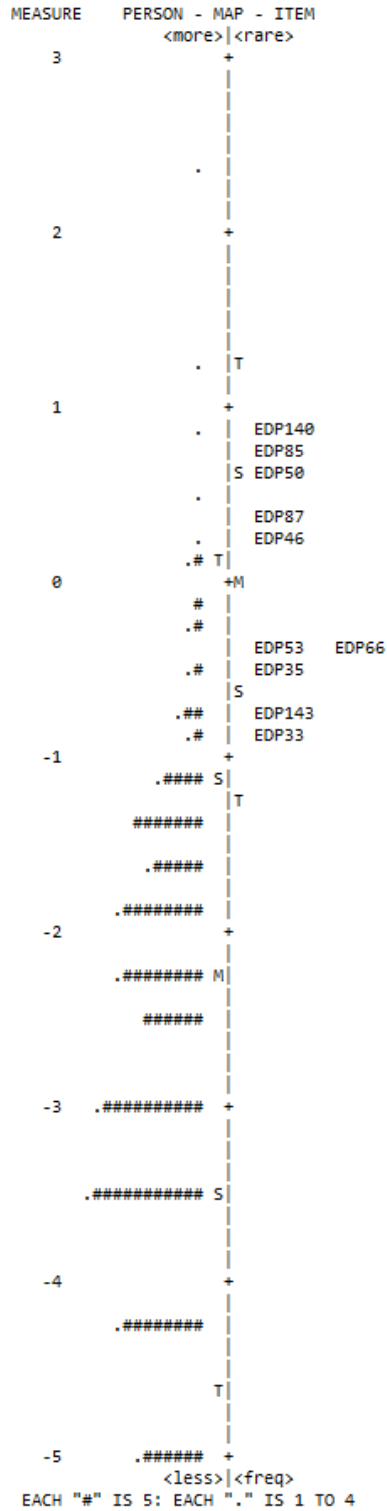 MEASURE PERSON - MAP - ITEM
<more>|<rare>
3 +
|
|
|
|
. |
|
|
2 +
|
|
|
|
|
. |T
|
1 +
. | EDP140
| EDP85
|S EDP50
. |
| EDP87
. | EDP46
.# T|
0 +M
# |
.# |
| EDP53 EDP66
.# | EDP35
|S
.## | EDP143
.# | EDP33
-1 +
.#### S|
|T
####### |
|
.##### |
|
.######## |
-2 +
|
.######## M|
|
###### |
|
|
|
-3 .########## +
|
|
|
.########### S|
|
|
|
-4 +
|
.######## |
|
|
T|
|
|
-5 .###### +
<less>|<freq>
EACH "#" IS 5: EACH "." IS 1 TO 4